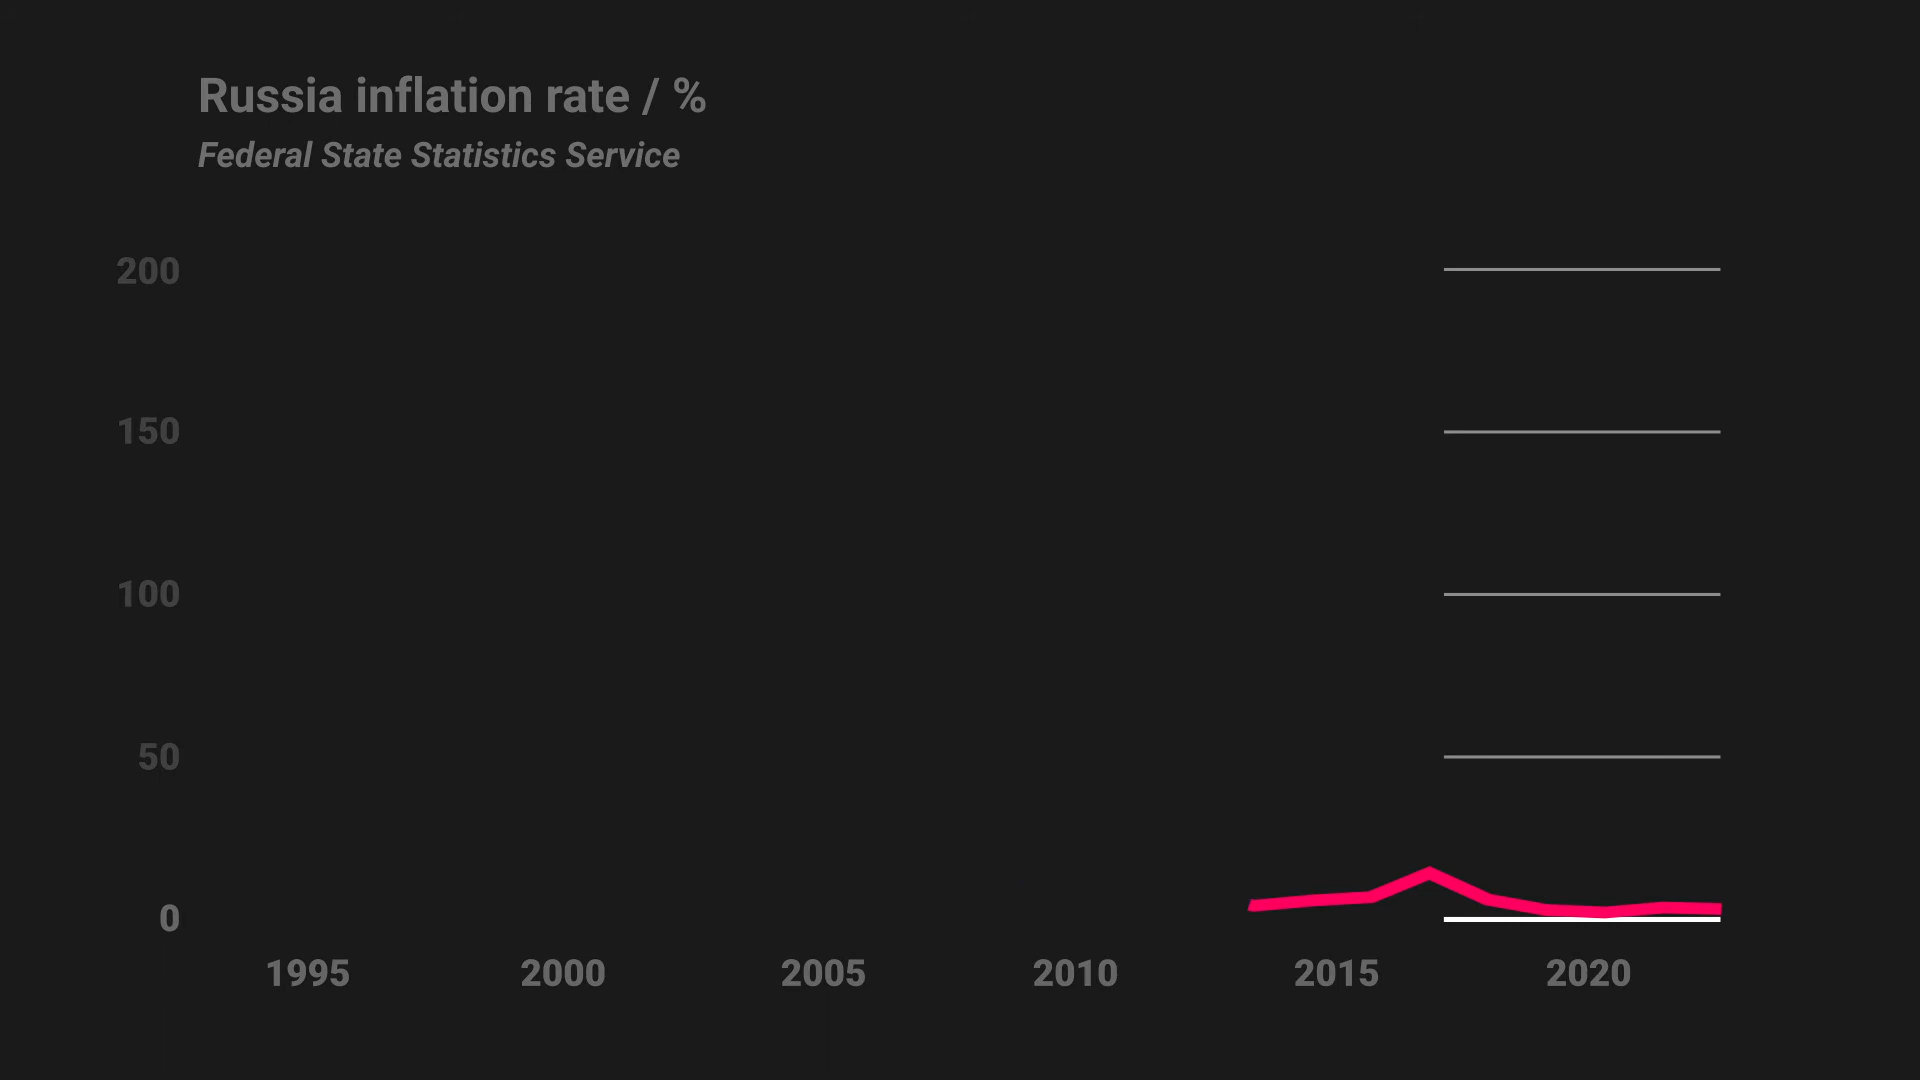 Russia inflation rate / %
Federal State Statistics Service
200
150
100
50
0
1995 2000 2005 2010 2015 2020